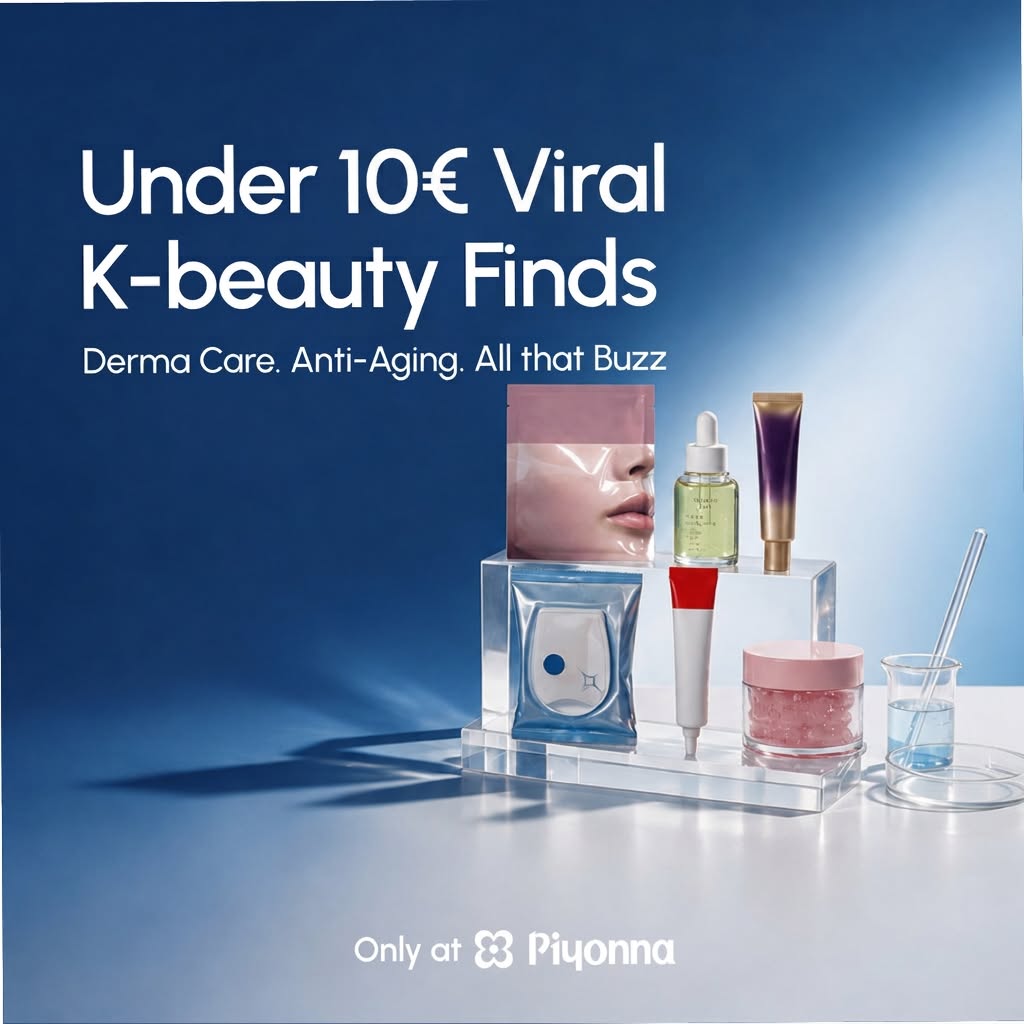 Under 10€ Viral
K-beauty Finds
Derma Care. Anti-Aging. All that Buzz
Only at Piyonna